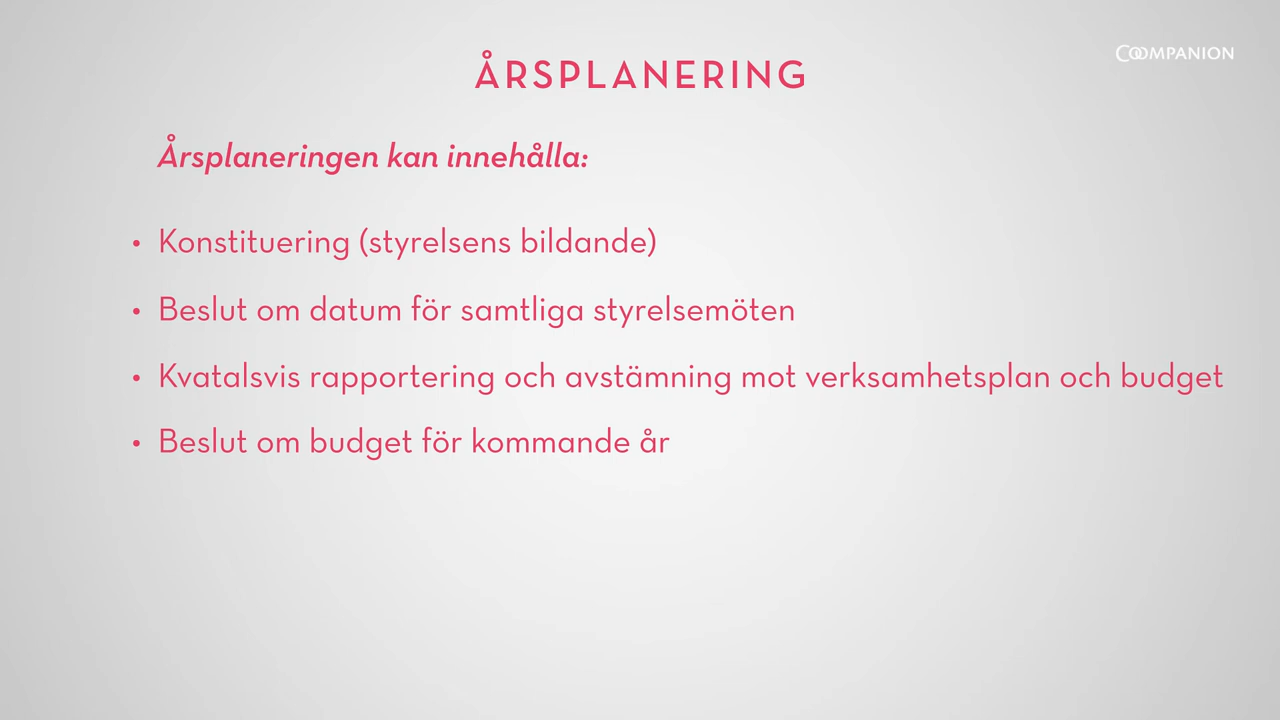 COOMPANION
ÅRSPLANERING
Årsplaneringen kan innehålla:
• Konstituering (styrelsens bildande)
• Beslut om datum för samtliga styrelsemöten
• Kvatalsvis rapportering och avstämning mot verksamhetsplan och budget
• Beslut om budget för kommande år